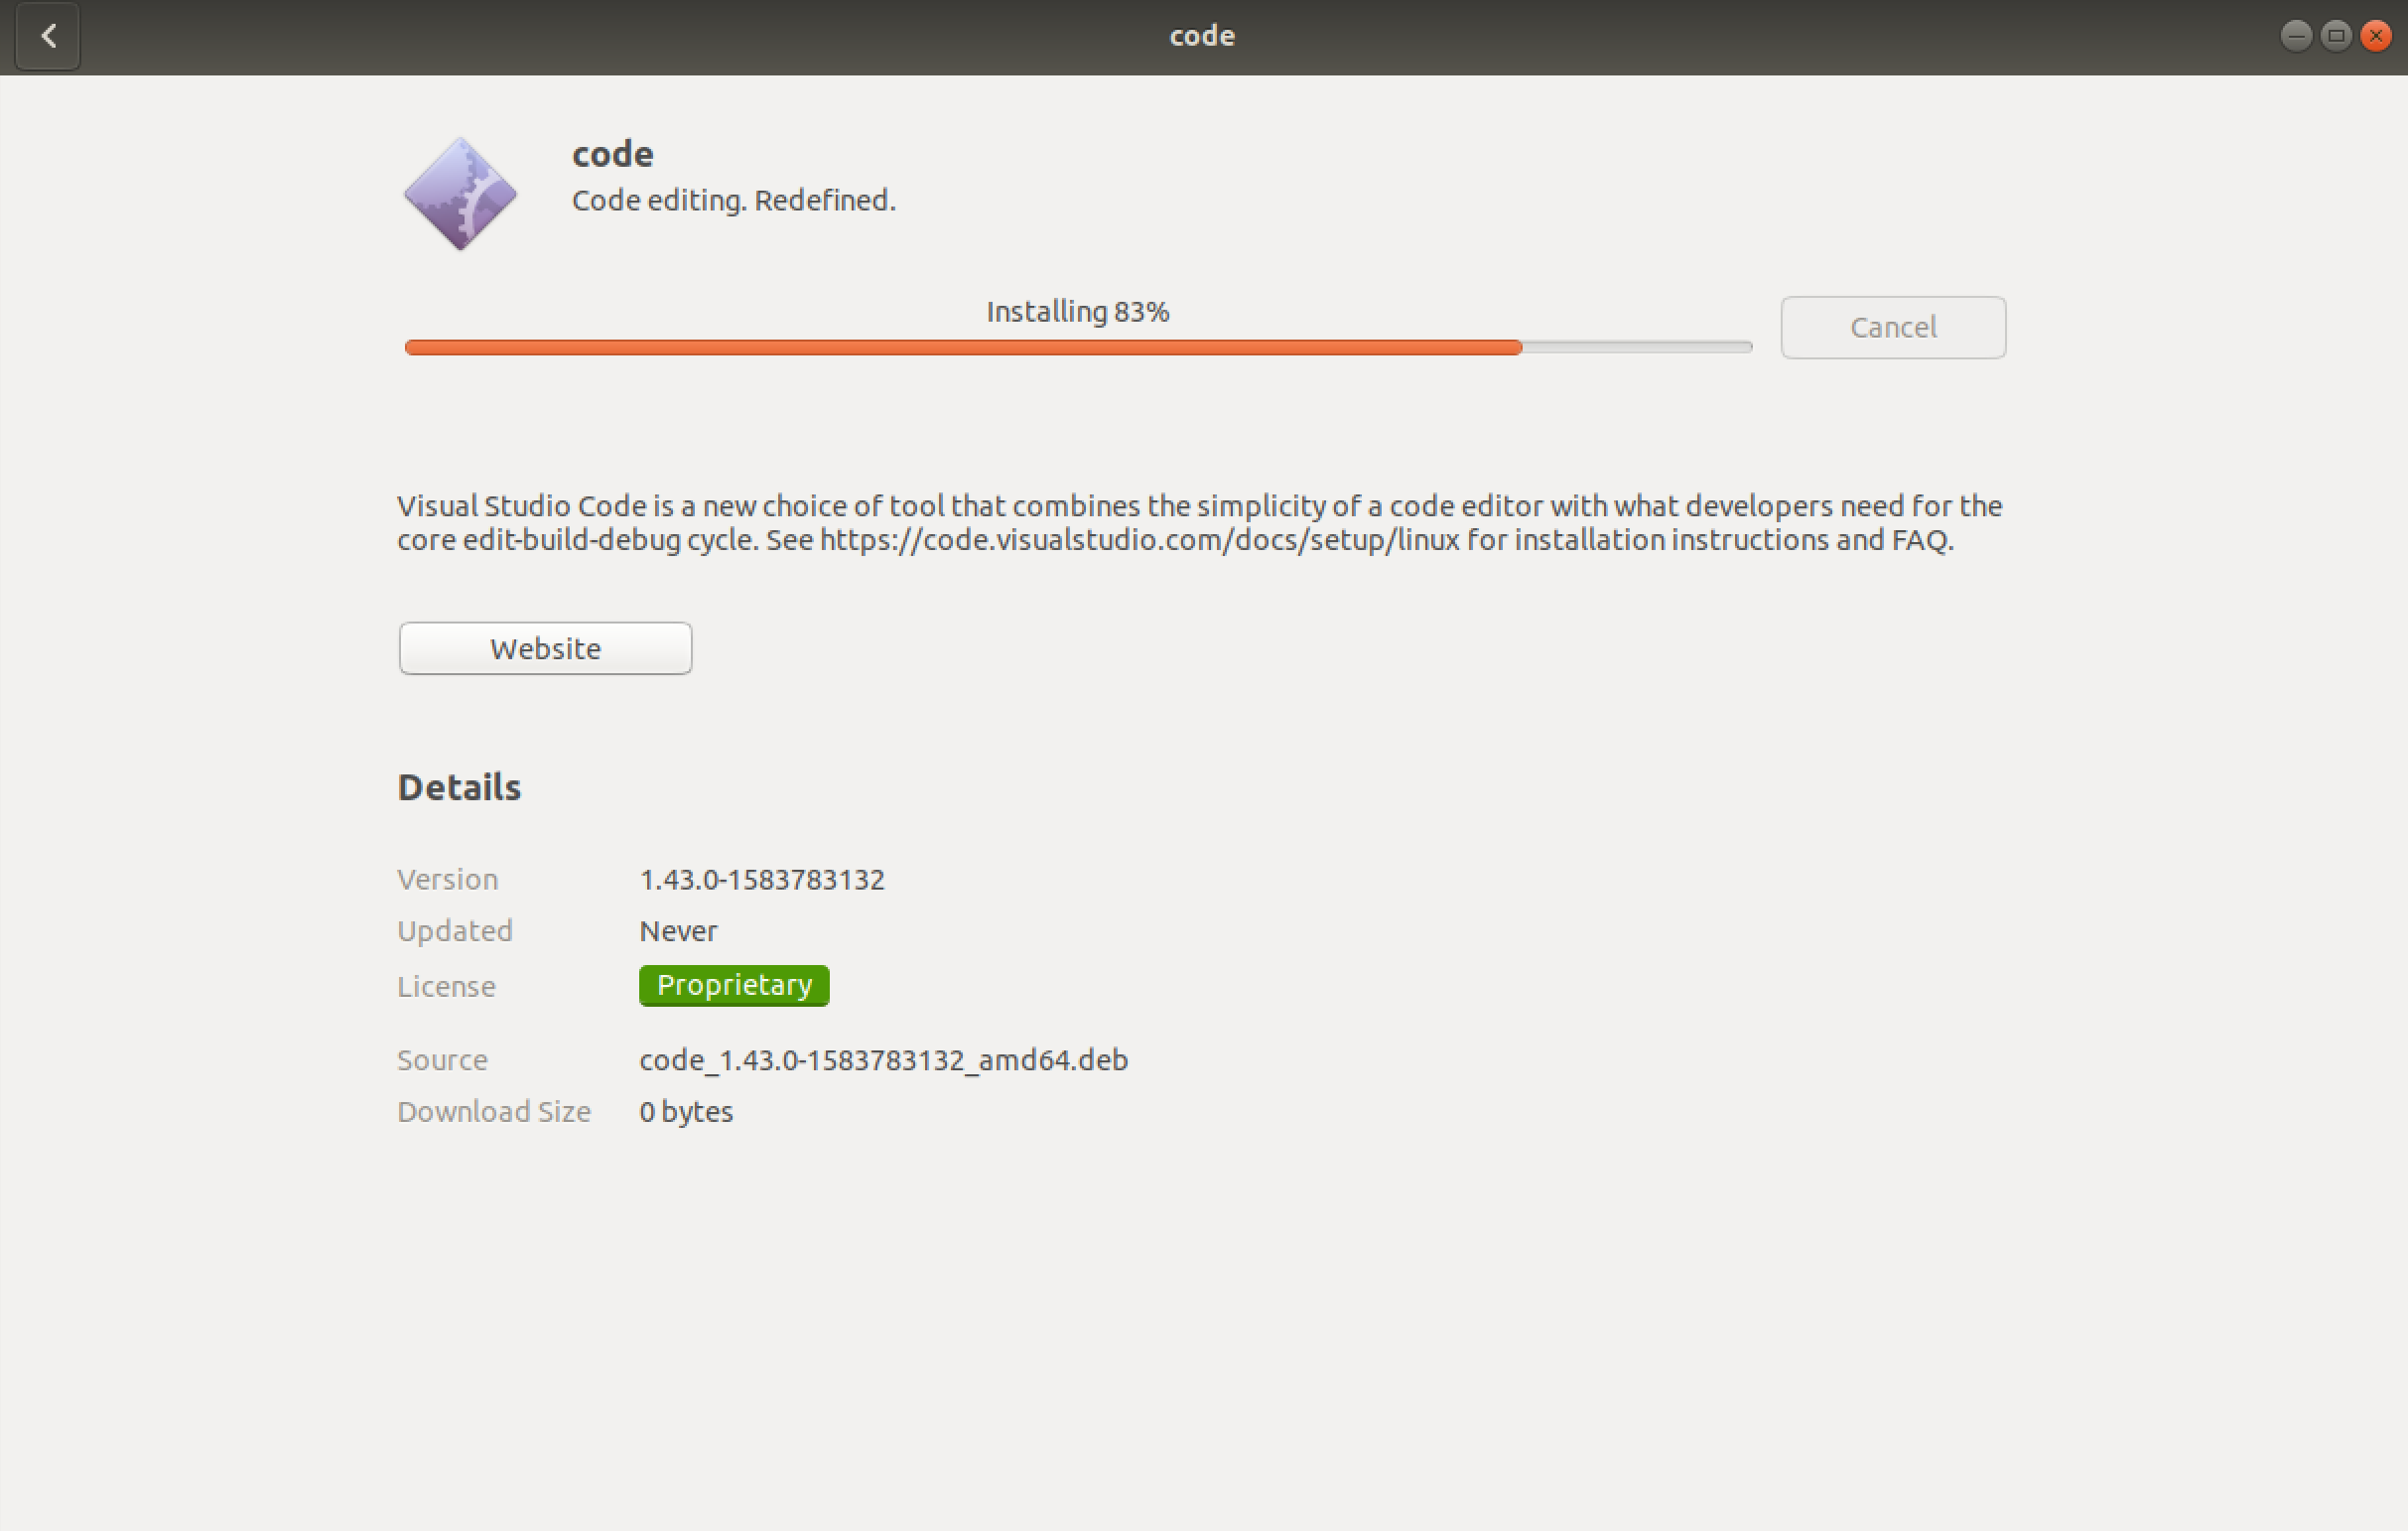 code
code
Code editing. Redefined.
Installing 83%
Cancel
Visual Studio Code is a new choice of tool that combines the simplicity of a code editor with what developers need for the
core edit-build-debug cycle. See https://code.visualstudio.com/docs/setup/linux for installation instructions and FAQ.
Website
Details
Version 1.43.0-1583783132
Updated Never
License Proprietary
Source code_1.43.0-1583783132_amd64.deb
Download Size 0 bytes